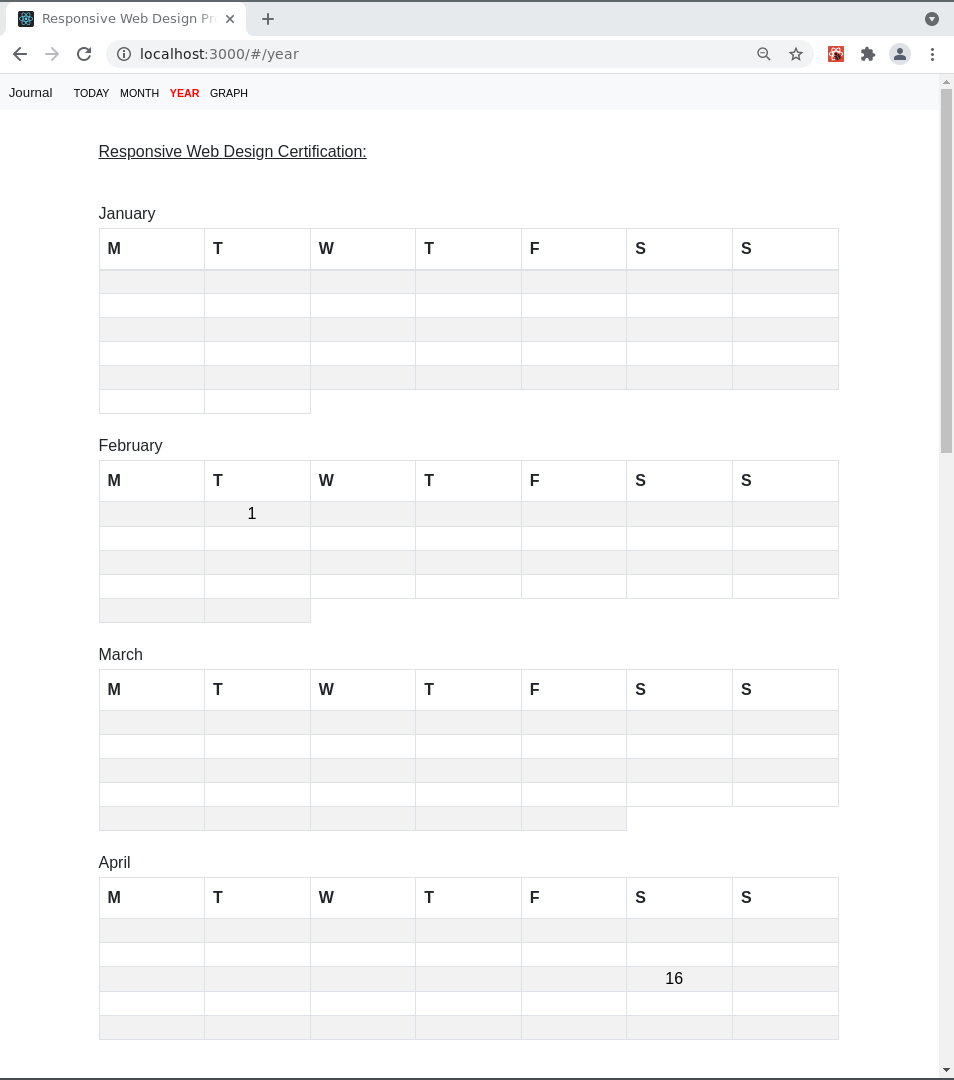 Responsive Web Design Pr
localhost:3000/#/year
Journal TODAY MONTH YEAR GRAPH
Responsive Web Design Certification:
January
M T W T F S S
February
M T W T F S S
1
March
M T W T F S S
April
M T W T F S S
16